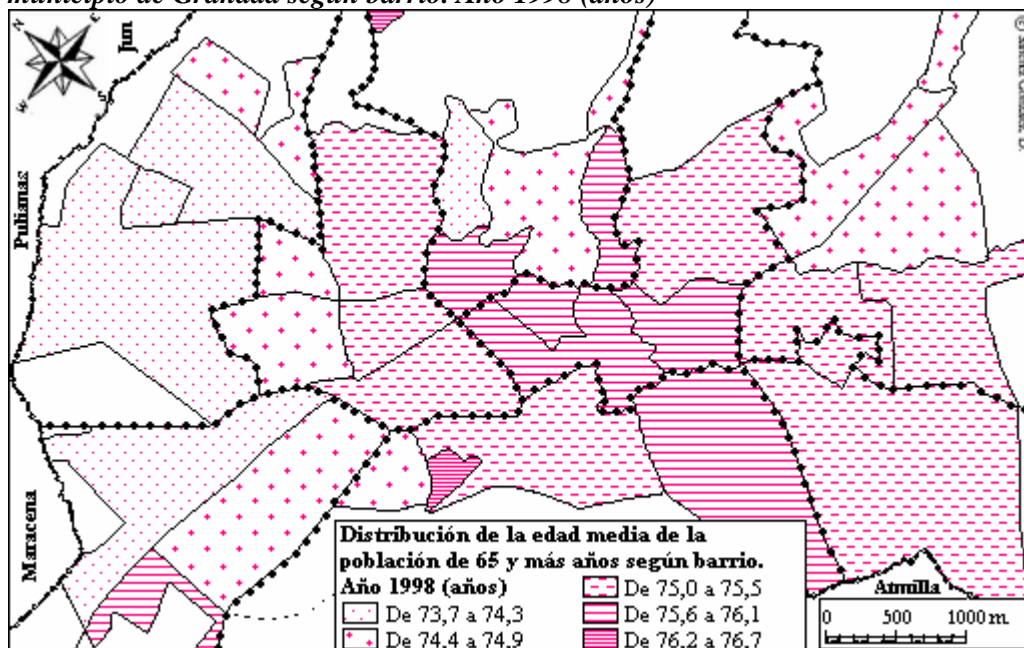 municipio de Granada según barrio. Año 1998 (años)
N
E
W
S
Jun
Pulianas
Maracena
Distribución de la edad media de la
población de 65 y más años según barrio.
Año 1998 (años)
De 73,7 a 74,3
De 74,4 a 74,9
De 75,0 a 75,5
De 75,6 a 76,1
De 76,2 a 76,7
Armilla
0 500 1000 m.